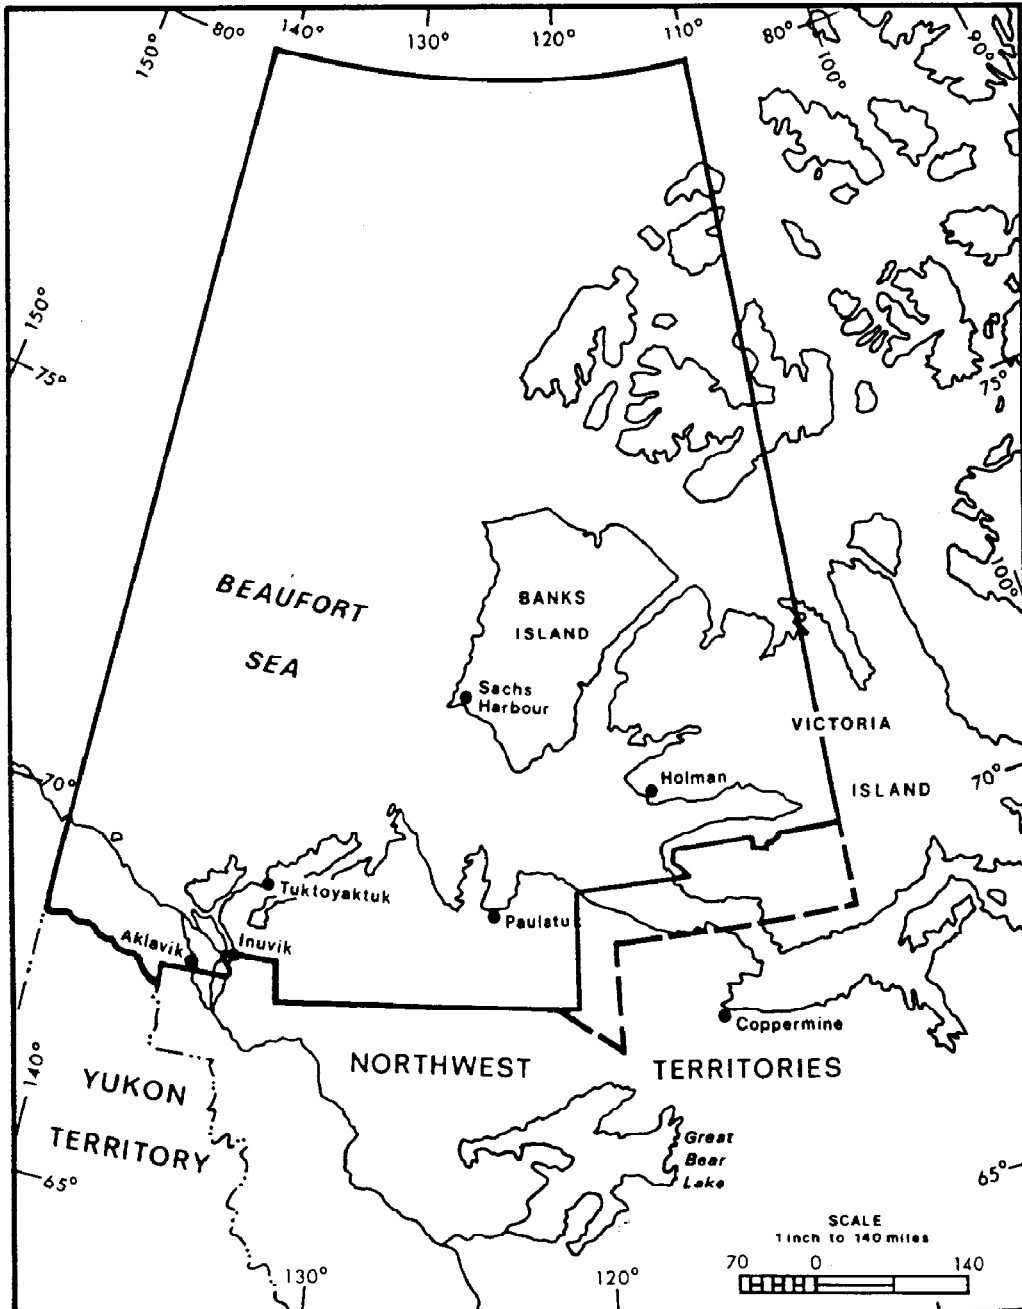 150°
80°
140°
130°
120°
110°
80°
100°
90°
150°
75°
75°
BEAUFORT
SEA
BANKS
ISLAND
100°
Sachs
Harbour
VICTORIA
ISLAND
70°
Holman
70°
Tuktoyaktuk
Paulatu
Aklavik
Inuvik
Coppermine
140°
YUKON
TERRITORY
NORTHWEST
TERRITORIES
Great
Bear
Lake
65°
65°
SCALE
1 inch to 140 miles
70 0 140
130°
120°